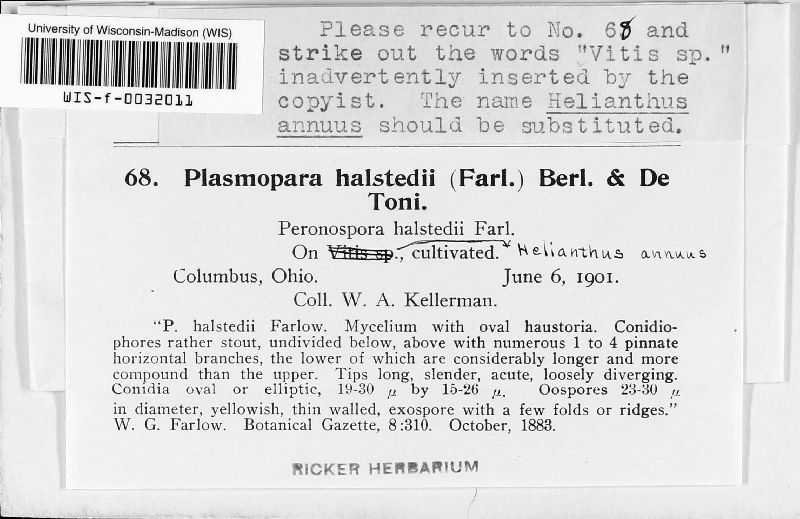 University of Wisconsin-Madison (WIS)
WIS-f-0032011
Please recur to No. 68 and
strike out the words "Vitis sp."
inadvertently inserted by the
copyist. The name Helianthus
annuus should be substituted.
68. Plasmopara halstedii (Farl.) Berl. & De
Toni.
Peronospora halstedii Farl.
On Vitis sp., cultivated. Helianthus annuus
Columbus, Ohio. June 6, 1901.
Coll. W. A. Kellerman.
"P. halstedii Farlow. Mycelium with oval haustoria. Conidio-
phores rather stout, undivided below, above with numerous 1 to 4 pinnate
horizontal branches, the lower of which are considerably longer and more
compound than the upper. Tips long, slender, acute, loosely diverging.
Conidia oval or elliptic, 19-30 µ by 15-26 µ. Oospores 23-30 µ
in diameter, yellowish, thin walled, exospore with a few folds or ridges."
W. G. Farlow. Botanical Gazette, 8:310. October, 1883.
RICKER HERBARIUM